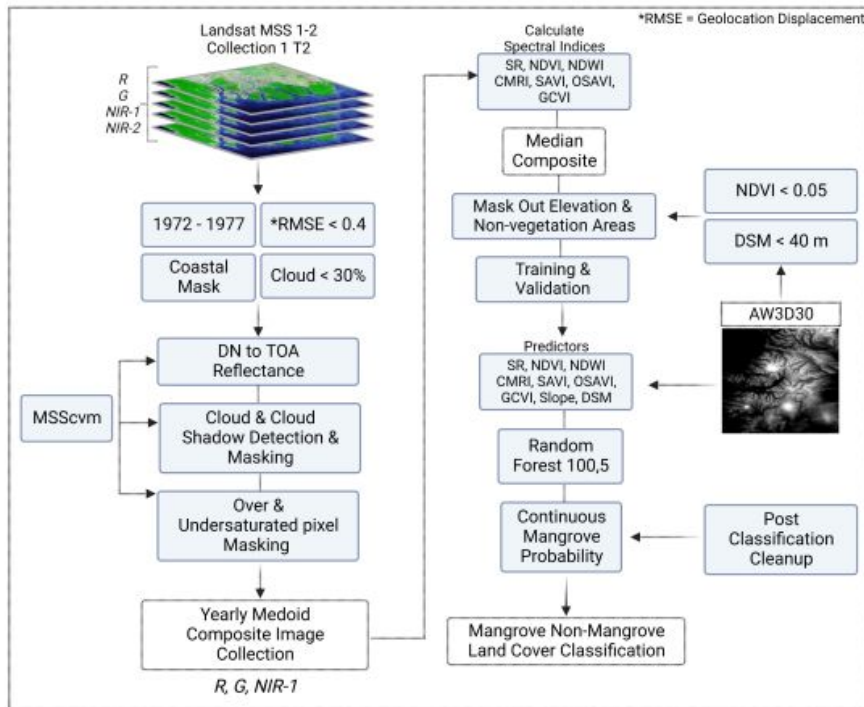 *RMSE = Geolocation Displacement
Landsat MSS 1-2
Collection 1 T2
R
G
NIR-1
NIR-2
1972 - 1977
*RMSE < 0.4
Coastal
Mask
Cloud < 30%
DN to TOA
Reflectance
MSScvm
Cloud & Cloud
Shadow Detection &
Masking
Over &
Undersaturated pixel
Masking
Yearly Medoid
Composite Image
Collection
R, G, NIR-1
Calculate
Spectral Indices
SR, NDVI, NDWI
CMRI, SAVI, OSAVI,
GCVI
Median
Composite
Mask Out Elevation &
Non-vegetation Areas
NDVI < 0.05
DSM < 40 m
Training &
Validation
AW3D30
Predictors
SR, NDVI, NDWI
CMRI, SAVI, OSAVI,
GCVI, Slope, DSM
Random
Forest 100,5
Continuous
Mangrove
Probability
Post
Classification
Cleanup
Mangrove Non-Mangrove
Land Cover Classification